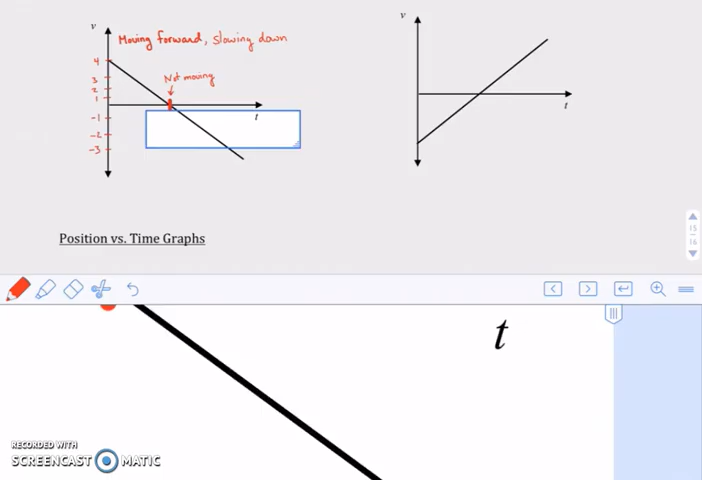 v
v
Moving forward, slowing down
4
Not moving
3
2
1
t
t
-1
-2
-3
Position vs. Time Graphs
15
16
t
RECORDED WITH
SCREENCAST MATIC